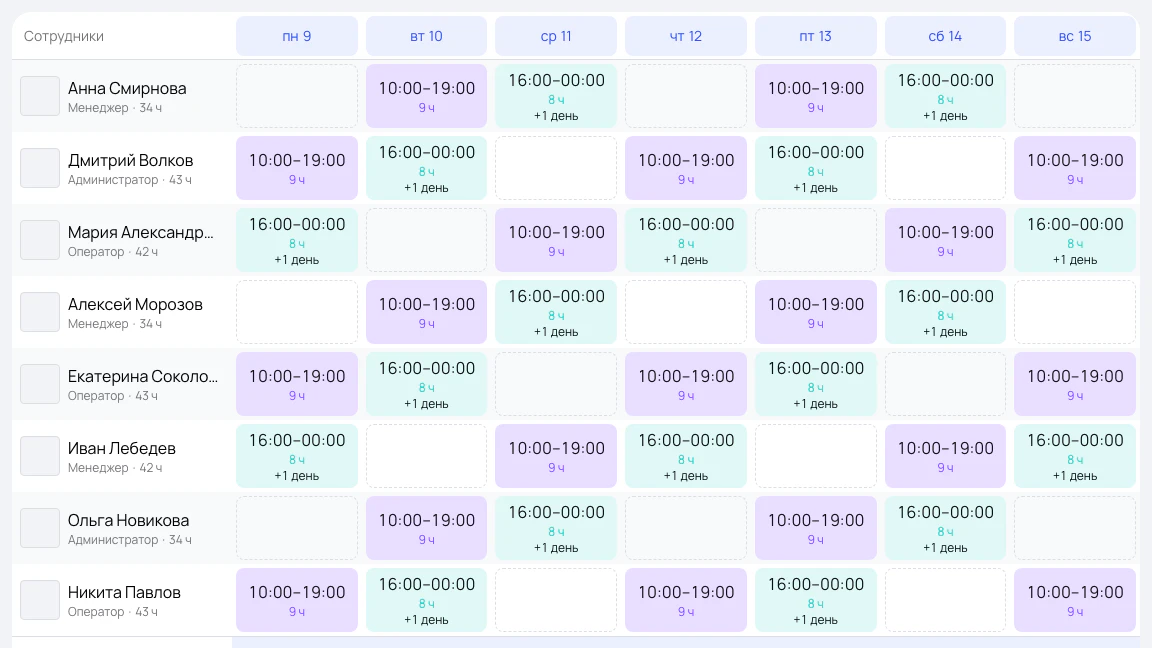 Сотрудники
пн 9
вт 10
ср 11
чт 12
пт 13
сб 14
вс 15
Анна Смирнова
Менеджер · 34 ч
10:00–19:00
9 ч
16:00–00:00
8 ч
+1 день
10:00–19:00
9 ч
16:00–00:00
8 ч
+1 день
Дмитрий Волков
Администратор · 43 ч
10:00–19:00
9 ч
16:00–00:00
8 ч
+1 день
10:00–19:00
9 ч
16:00–00:00
8 ч
+1 день
10:00–19:00
9 ч
Мария Александр...
Оператор · 42 ч
16:00–00:00
8 ч
+1 день
10:00–19:00
9 ч
16:00–00:00
8 ч
+1 день
10:00–19:00
9 ч
16:00–00:00
8 ч
+1 день
Алексей Морозов
Менеджер · 34 ч
10:00–19:00
9 ч
16:00–00:00
8 ч
+1 день
10:00–19:00
9 ч
16:00–00:00
8 ч
+1 день
Екатерина Соколо...
Оператор · 43 ч
10:00–19:00
9 ч
16:00–00:00
8 ч
+1 день
10:00–19:00
9 ч
16:00–00:00
8 ч
+1 день
10:00–19:00
9 ч
Иван Лебедев
Менеджер · 42 ч
16:00–00:00
8 ч
+1 день
10:00–19:00
9 ч
16:00–00:00
8 ч
+1 день
10:00–19:00
9 ч
16:00–00:00
8 ч
+1 день
Ольга Новикова
Администратор · 34 ч
10:00–19:00
9 ч
16:00–00:00
8 ч
+1 день
10:00–19:00
9 ч
16:00–00:00
8 ч
+1 день
Никита Павлов
Оператор · 43 ч
10:00–19:00
9 ч
16:00–00:00
8 ч
+1 день
10:00–19:00
9 ч
16:00–00:00
8 ч
+1 день
10:00–19:00
9 ч